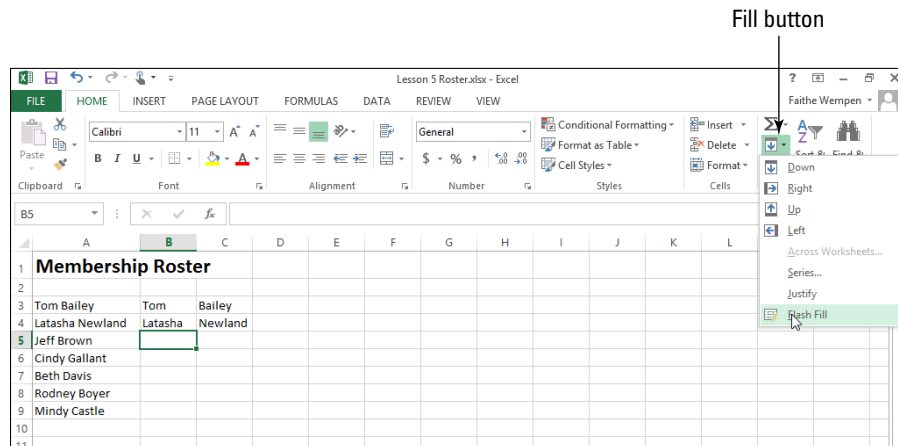 Fill button
Lesson 5 Roster.xlsx - Excel
FILE HOME INSERT PAGE LAYOUT FORMULAS DATA REVIEW VIEW Faithe Wempen
Calibri 11 A A General Conditional Formatting Insert
Paste B I U A $ % , Format as Table Delete
Cell Styles Format
Clipboard Font Alignment Number Styles Cells
Down
Right
Up
Left
Across Worksheets...
Series...
Justify
Flash Fill
B5 fx
A B C D E F G H I J K L
1 Membership Roster
2
3 Tom Bailey Tom Bailey
4 Latasha Newland Latasha Newland
5 Jeff Brown
6 Cindy Gallant
7 Beth Davis
8 Rodney Boyer
9 Mindy Castle
10